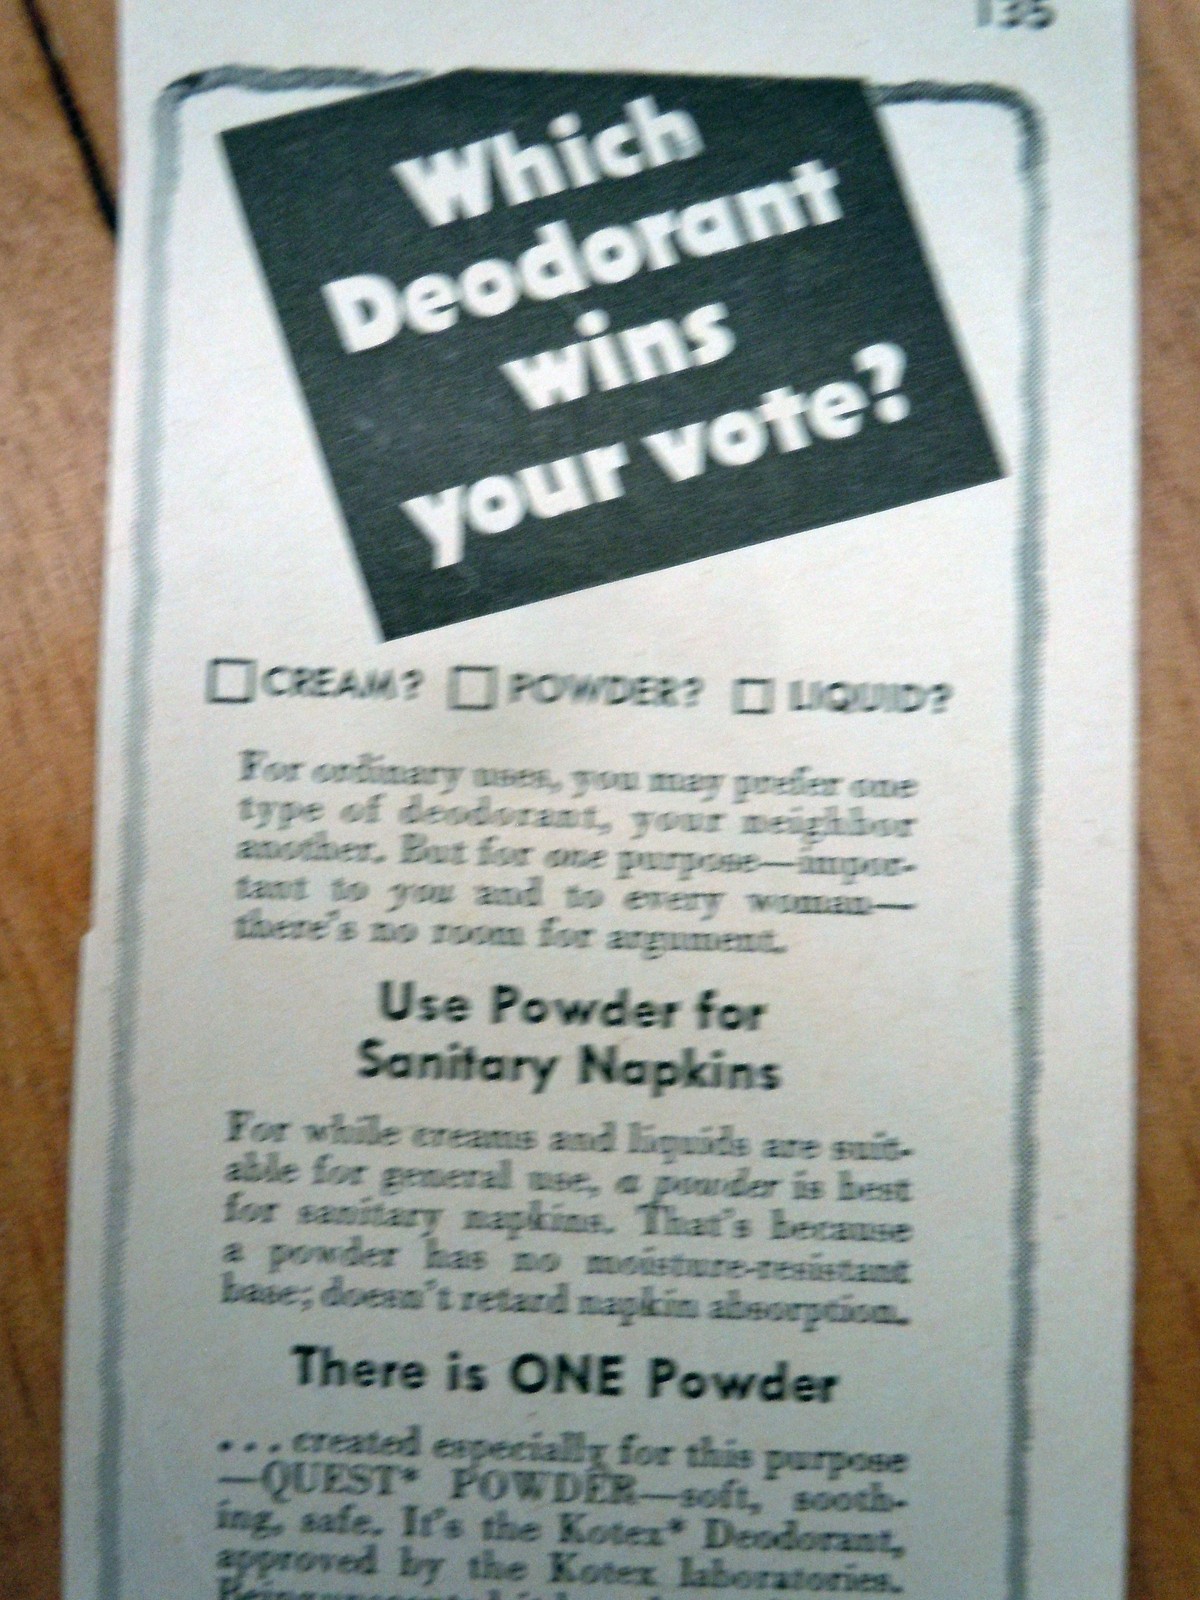 135
Which
Deodorant
wins
your vote?
CREAM? POWDER? LIQUID?
For ordinary uses, you may prefer one
type of deodorant, your neighbor
another. But for one purpose—impor-
tant to you and to every woman—
there's no room for argument.
Use Powder for
Sanitary Napkins
For while creams and liquids are suit-
able for general use, a powder is best
for sanitary napkins. That's because
a powder has no moisture-resistant
base; doesn't retard napkin absorption.
There is ONE Powder
...created especially for this purpose
—QUEST* POWDER—soft, sooth-
ing, safe. It's the Kotex* Deodorant,
approved by the Kotex laboratories.
Being